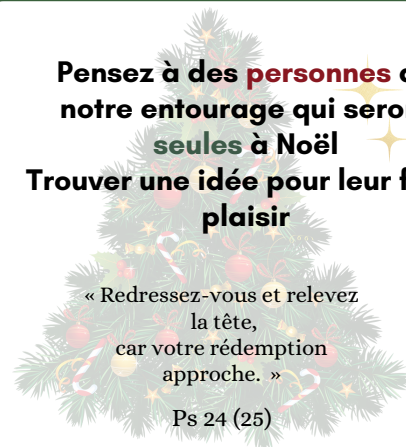 Pensez à des personnes
notre entourage qui
seules à Noël
Trouver une idée pour leur
plaisir
« Redressez-vous et relevez
la tête,
car votre rédemption
approche. »
Ps 24 (25)